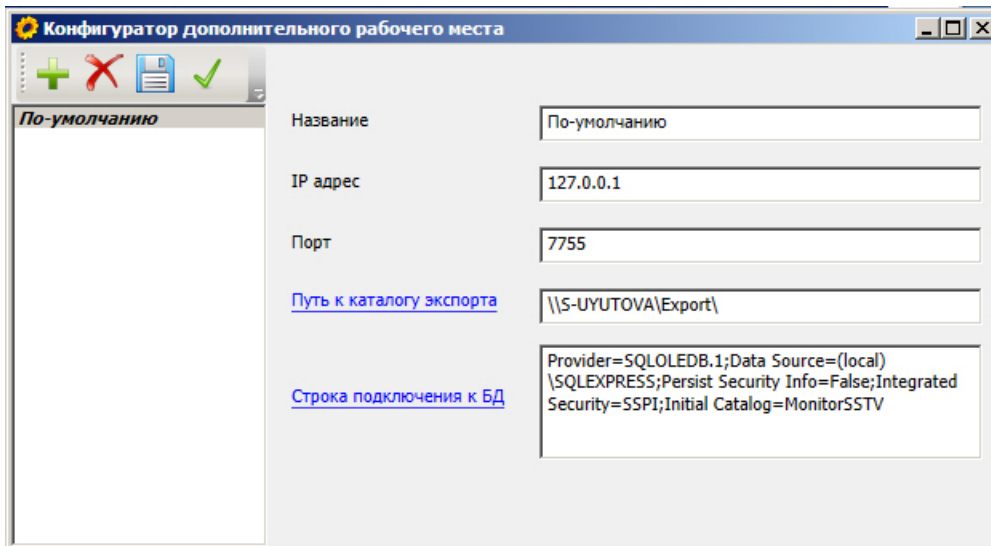 Конфигуратор дополнительного рабочего места
По-умолчанию
Название
По-умолчанию
IP адрес
127.0.0.1
Порт
7755
Путь к каталогу экспорта
\\S-UYUTOVA\Export\
Строка подключения к БД
Provider=SQLOLEDB.1;Data Source=(local)
\SQLEXPRESS;Persist Security Info=False;Integrated
Security=SSPI;Initial Catalog=MonitorSSTV